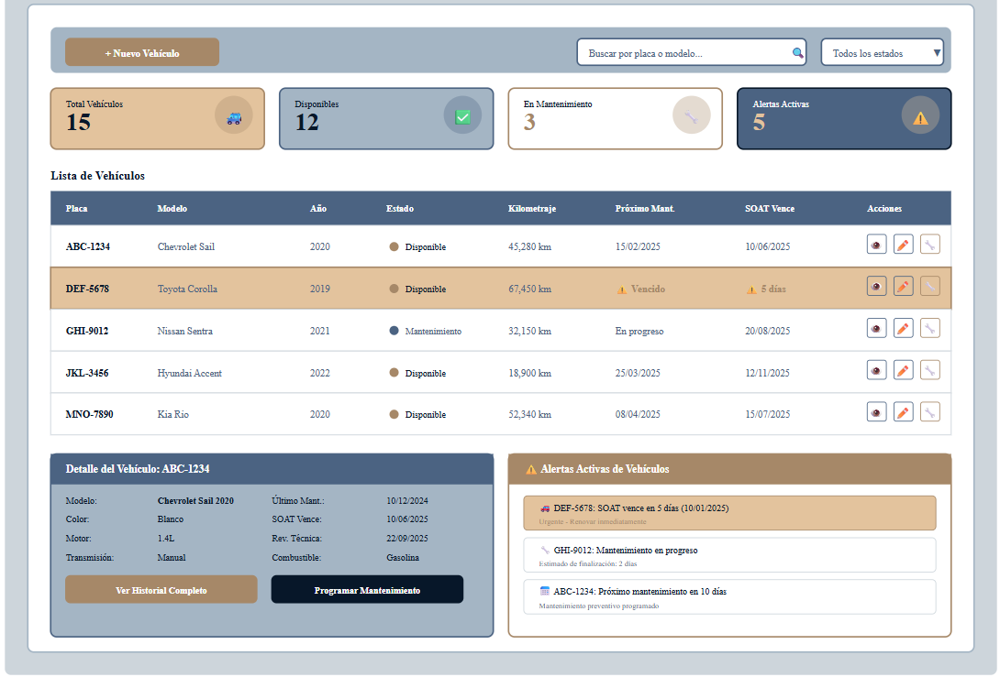 + Nuevo Vehículo
Buscar por placa o modelo...
Todos los estados
Total Vehículos
15
Disponibles
12
En Mantenimiento
3
Alertas Activas
5
Lista de Vehículos
Placa Modelo Año Estado Kilometraje Próximo Mant. SOAT Vence Acciones
ABC-1234 Chevrolet Sail 2020 Disponible 45,280 km 15/02/2025 10/06/2025
DEF-5678 Toyota Corolla 2019 Disponible 67,450 km Vencido 5 días
GHI-9012 Nissan Sentra 2021 Mantenimiento 32,150 km En progreso 20/08/2025
JKL-3456 Hyundai Accent 2022 Disponible 18,900 km 25/03/2025 12/11/2025
MNO-7890 Kia Rio 2020 Disponible 52,340 km 08/04/2025 15/07/2025
Detalle del Vehículo: ABC-1234
Modelo: Chevrolet Sail 2020 Último Mant.: 10/12/2024
Color: Blanco SOAT Vence: 10/06/2025
Motor: 1.4L Rev. Técnica: 22/09/2025
Transmisión: Manual Combustible: Gasolina
Ver Historial Completo
Programar Mantenimiento
Alertas Activas de Vehículos
DEF-5678: SOAT vence en 5 días (10/01/2025)
Urgente - Renovar inmediatamente
GHI-9012: Mantenimiento en progreso
Estimado de finalización: 2 días
ABC-1234: Próximo mantenimiento en 10 días
Mantenimiento preventivo programado